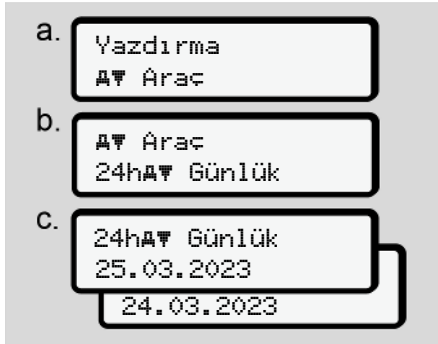 a.
Yazdırma
Araç
b.
Araç
24h Günlük
c.
24h Günlük
25.03.2023
24.03.2023